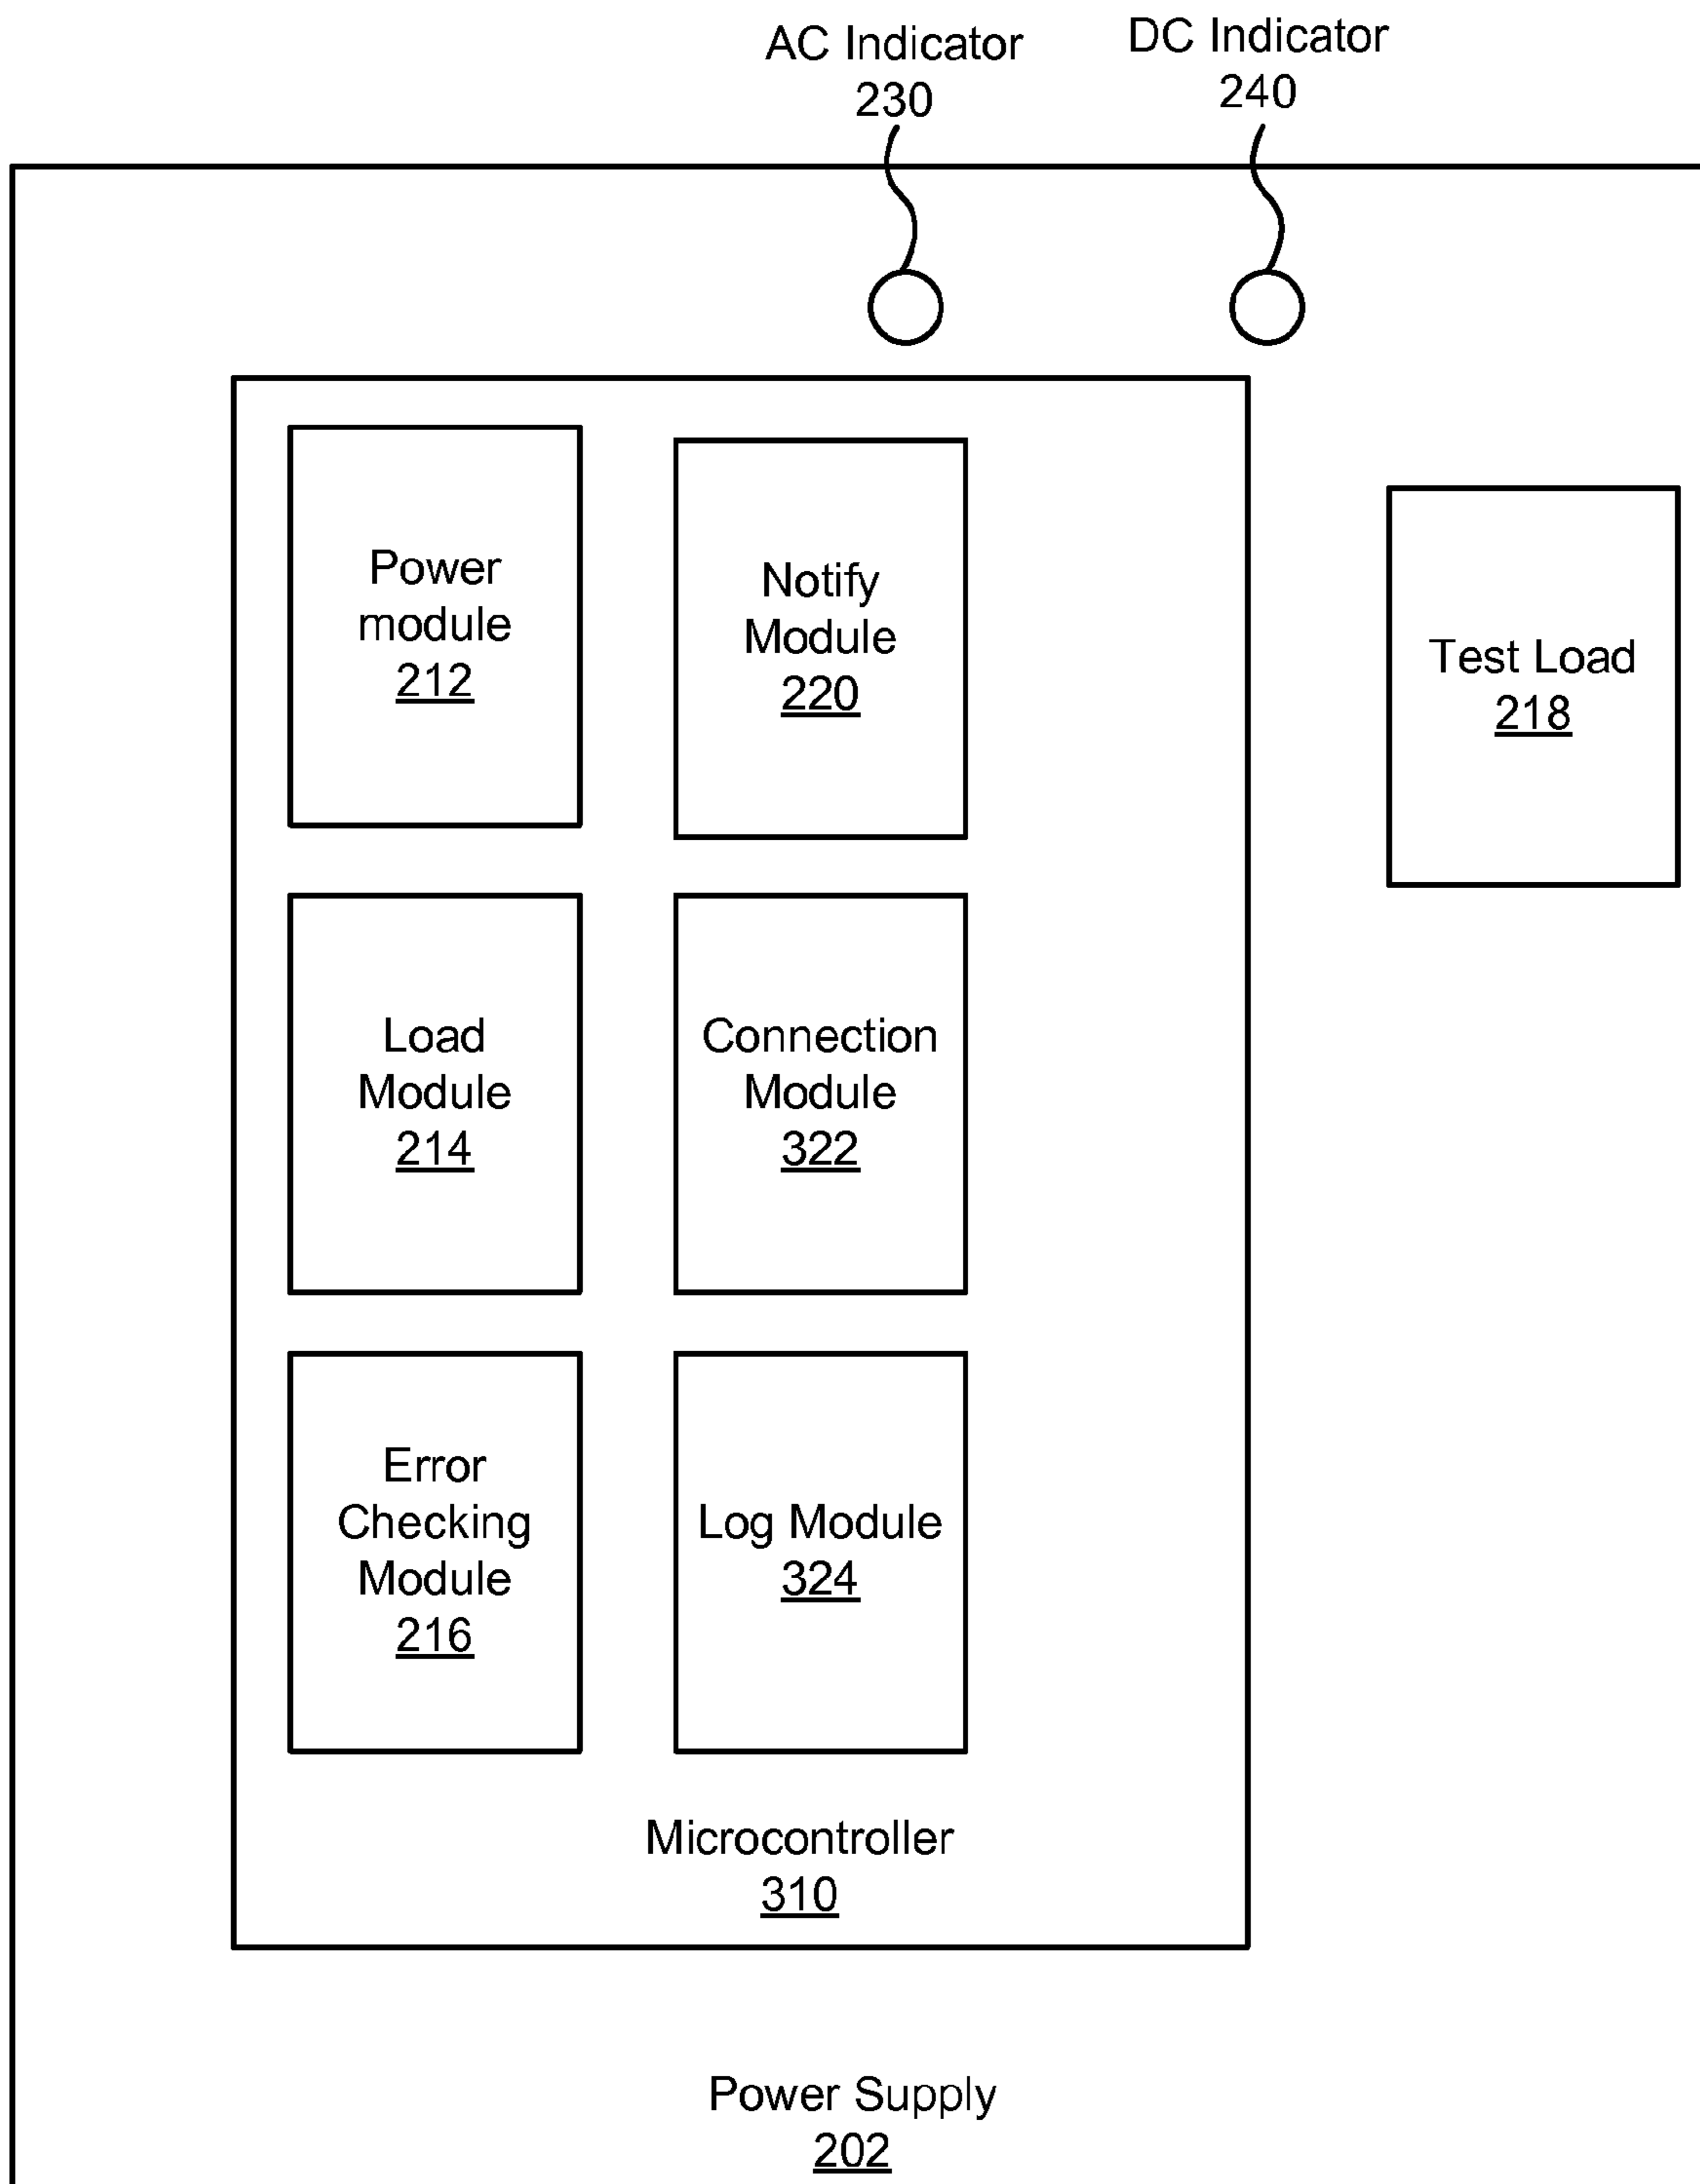 AC Indicator
230
DC Indicator
240
Power
module
212
Notify
Module
220
Test Load
218
Load
Module
214
Connection
Module
322
Error
Checking
Module
216
Log Module
324
Microcontroller
310
Power Supply
202